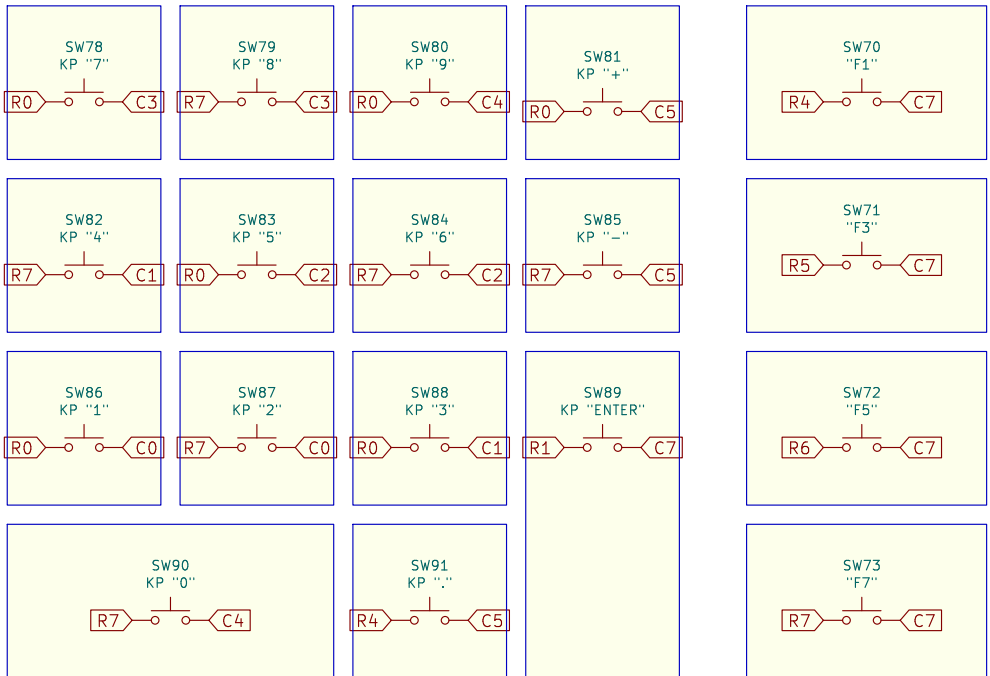 SW78
KP "7"
R0 C3
SW79
KP "8"
R7 C3
SW80
KP "9"
R0 C4
SW81
KP "+"
R0 C5
SW70
"F1"
R4 C7
SW82
KP "4"
R7 C1
SW83
KP "5"
R0 C2
SW84
KP "6"
R7 C2
SW85
KP "-"
R7 C5
SW71
"F3"
R5 C7
SW86
KP "1"
R0 C0
SW87
KP "2"
R7 C0
SW88
KP "3"
R0 C1
SW89
KP "ENTER"
R1 C7
SW72
"F5"
R6 C7
SW90
KP "0"
R7 C4
SW91
KP "."
R4 C5
SW73
"F7"
R7 C7